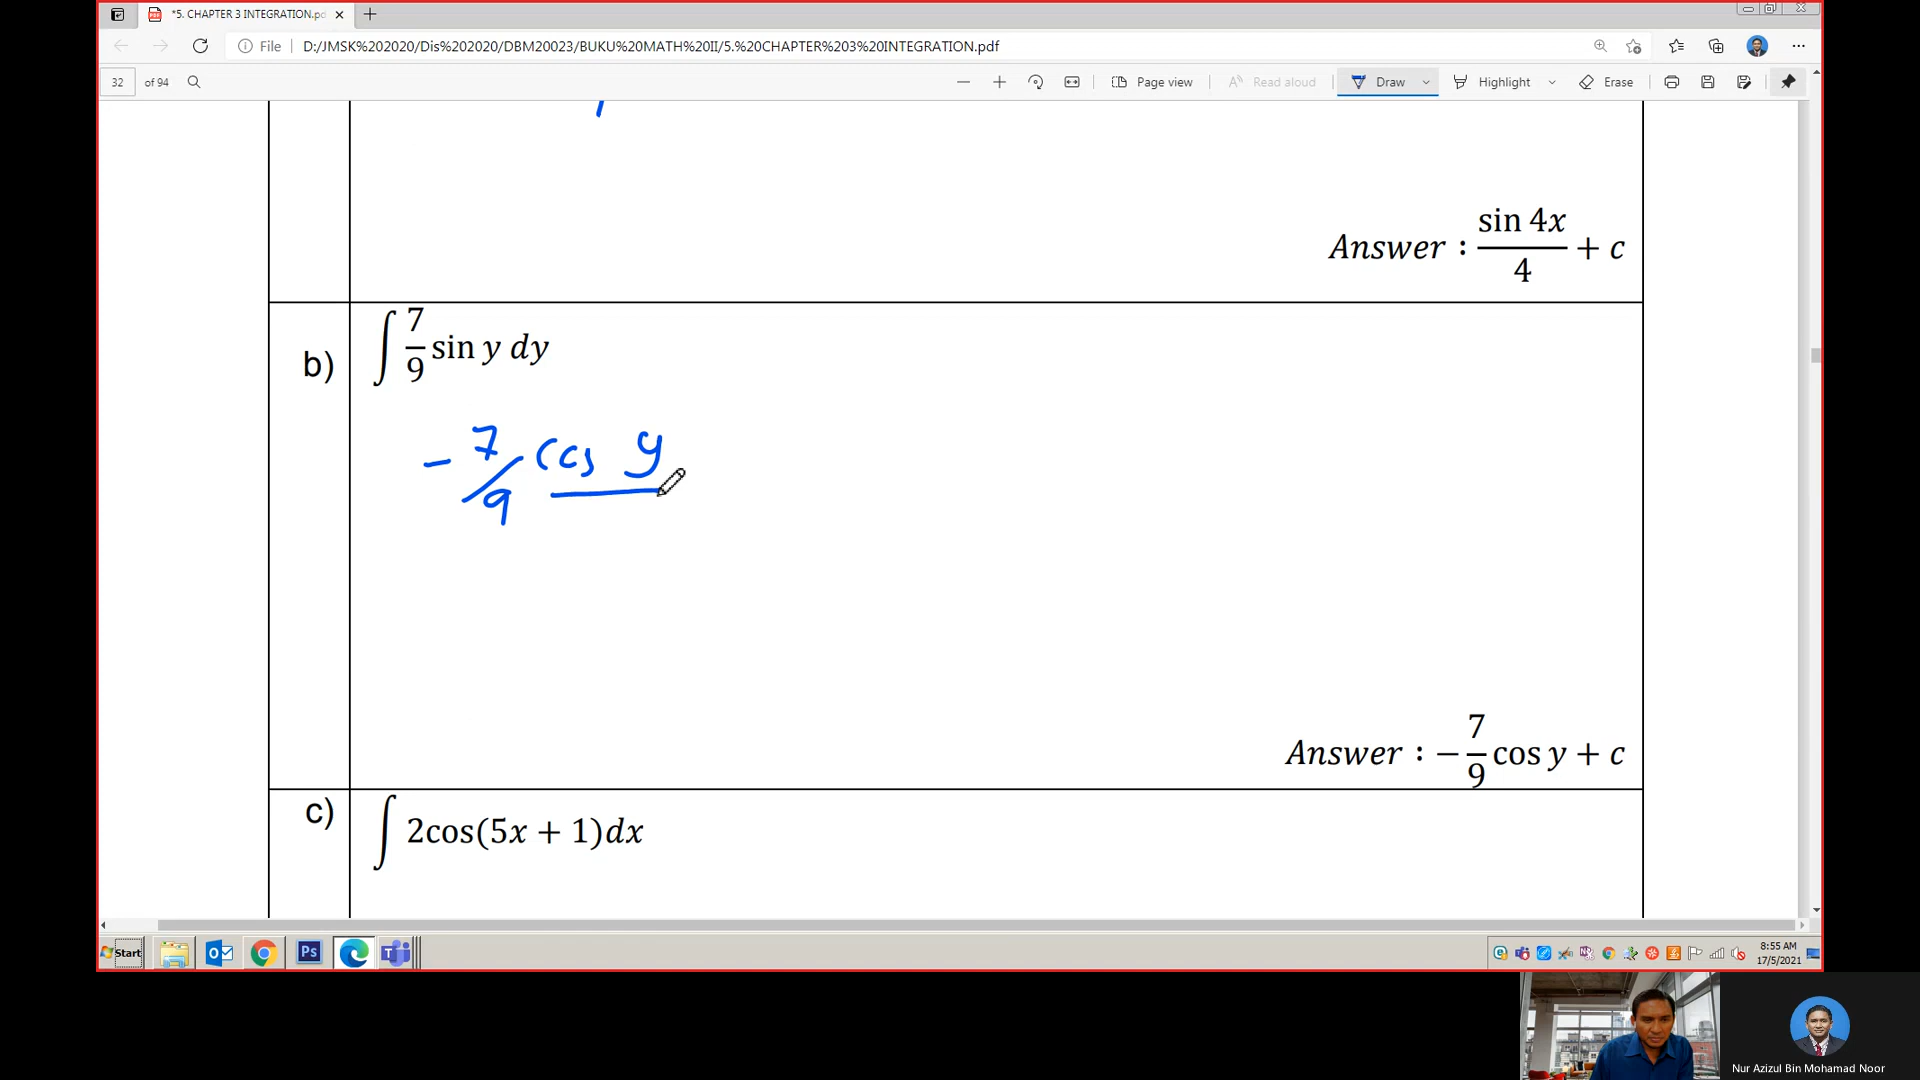 *5. CHAPTER 3 INTEGRATION.pd
File D:/JMSK%202020/Dis%202020/DBM20023/BUKU%20MATH%20II/5.%20CHAPTER%203%20INTEGRATION.pdf
32 of 94 Page view Read aloud Draw Highlight Erase
Answer : sin 4x/4 + c
b) ∫ 7/9 sin y dy
- 7/9 cos y
Answer : − 7/9 cos y + c
c) ∫ 2cos(5x + 1)dx
Start Ps
8:55 AM
17/5/2021
Nur Azizul Bin Mohamad Noor